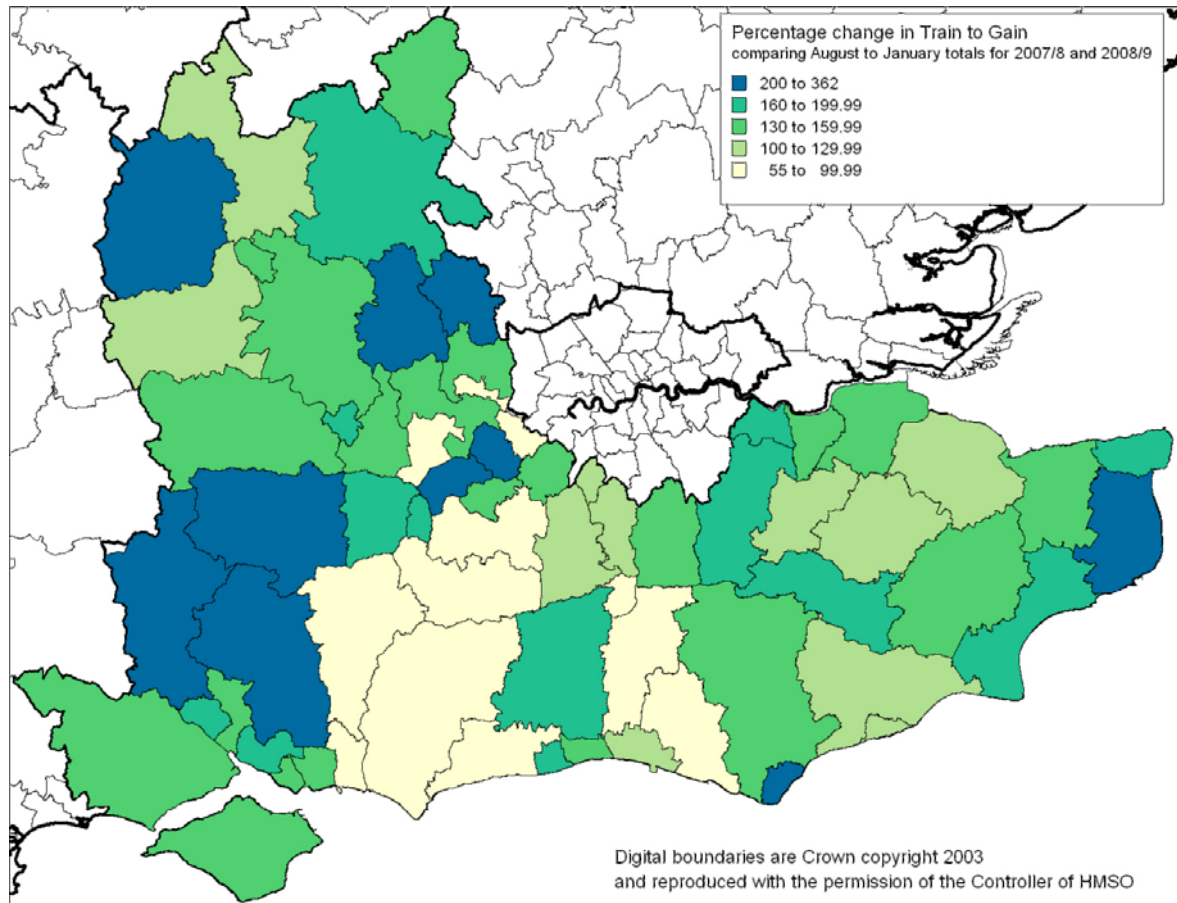 Percentage change in Train to Gain
comparing August to January totals for 2007/8 and 2008/9
200 to 362
160 to 199.99
130 to 159.99
100 to 129.99
55 to 99.99
Digital boundaries are Crown copyright 2003
and reproduced with the permission of the Controller of HMSO